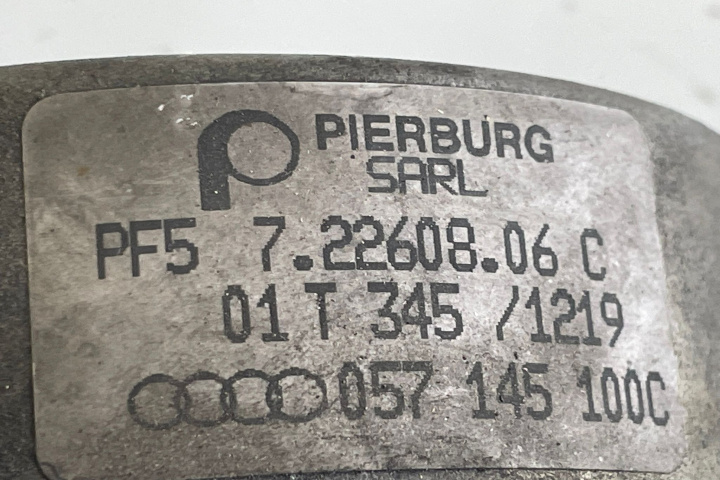 PIERBURG
SARL
PF5 7.22608.06 C
01 T 345 /1219
057 145 100C